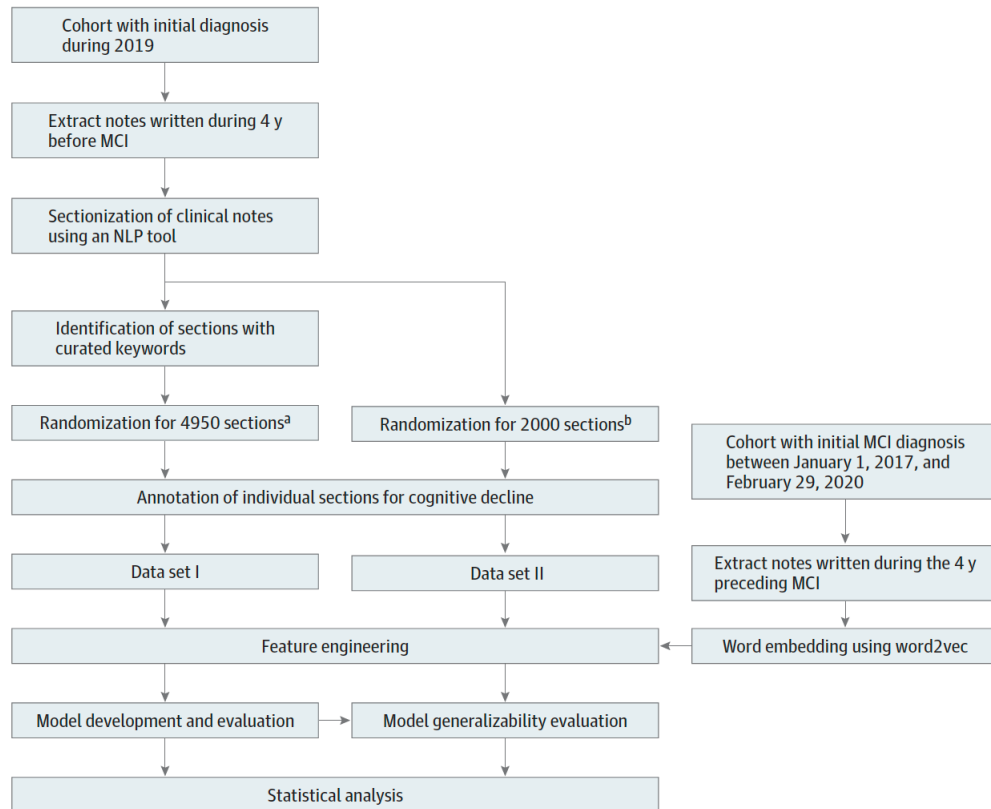 Cohort with initial diagnosis
during 2019
Extract notes written during 4 y
before MCI
Sectionization of clinical notes
using an NLP tool
Identification of sections with
curated keywords
Randomization for 4950 sectionsᵃ
Randomization for 2000 sectionsᵇ
Cohort with initial MCI diagnosis
between January 1, 2017, and
February 29, 2020
Annotation of individual sections for cognitive decline
Data set I
Data set II
Extract notes written during the 4 y
preceding MCI
Feature engineering
Word embedding using word2vec
Model development and evaluation
Model generalizability evaluation
Statistical analysis